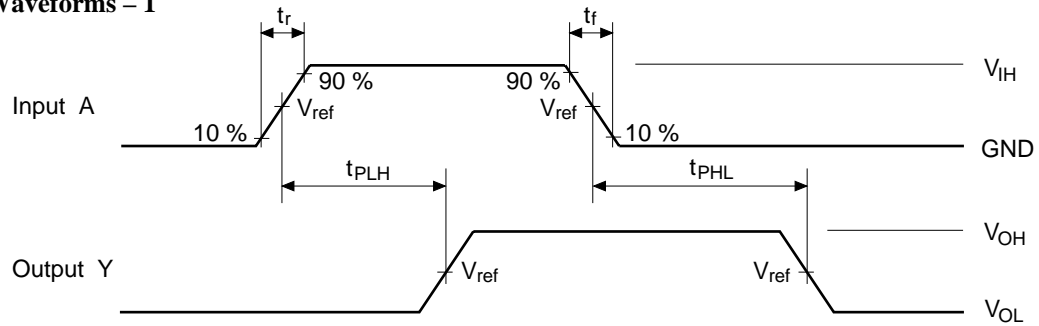 Waveforms – 1
tr
tf
90 %
90 %
VIH
Input A
Vref
Vref
10 %
10 %
GND
tPLH
tPHL
VOH
Output Y
Vref
Vref
VOL